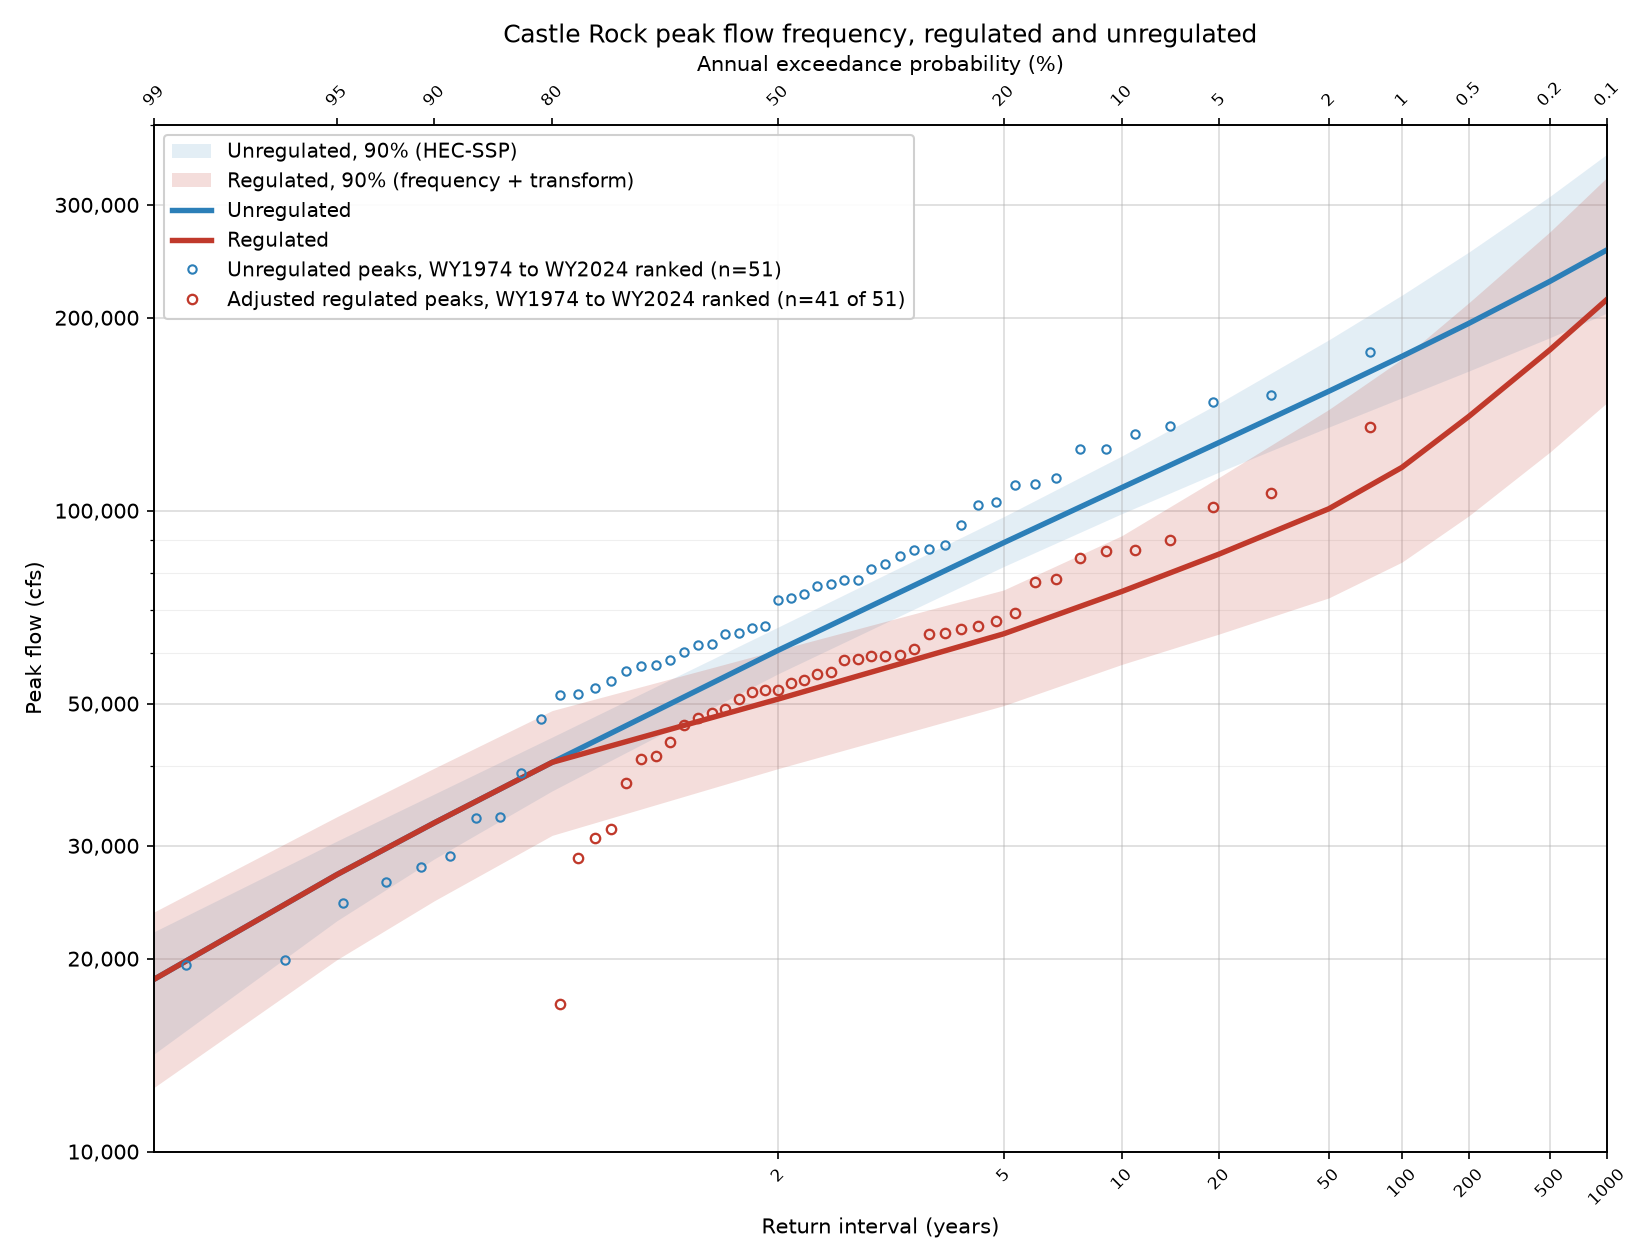 Castle Rock peak flow frequency, regulated and unregulated
Annual exceedance probability (%)
99 95 90 80 50 20 10 5 2 1 0.5 0.2 0.1
Unregulated, 90% (HEC-SSP)
Regulated, 90% (frequency + transform)
Unregulated
Regulated
Unregulated peaks, WY1974 to WY2024 ranked (n=51)
Adjusted regulated peaks, WY1974 to WY2024 ranked (n=41 of 51)
300,000
200,000
100,000
50,000
30,000
20,000
10,000
Peak flow (cfs)
2 5 10 20 50 100 200 500 1000
Return interval (years)